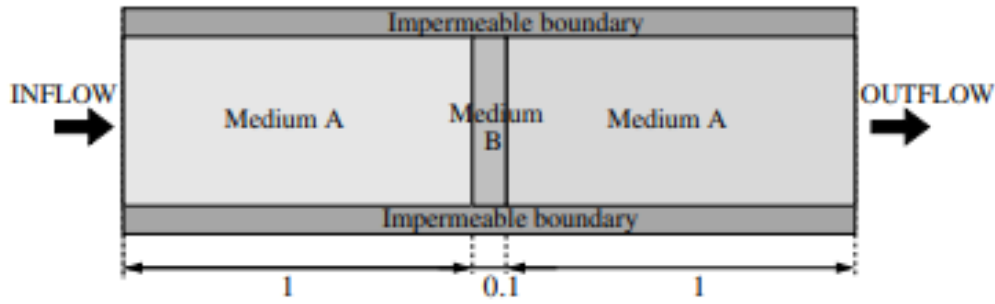 Impermeable boundary
INFLOW
OUTFLOW
Medium A
Medium
B
Medium A
Impermeable boundary
1
0.1
1